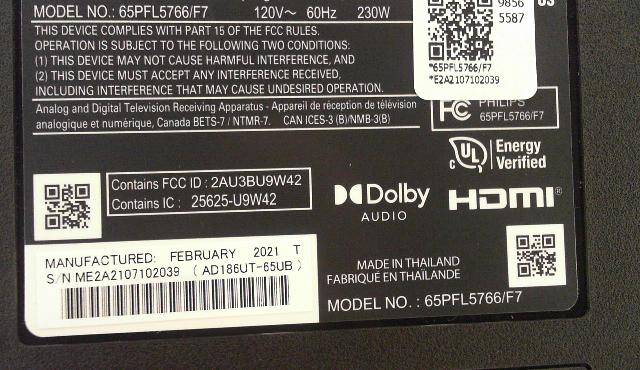 MODEL NO.: 65PFL5766/F7 120V~ 60Hz 230W
THIS DEVICE COMPLIES WITH PART 15 OF THE FCC RULES.
OPERATION IS SUBJECT TO THE FOLLOWING TWO CONDITIONS:
(1) THIS DEVICE MAY NOT CAUSE HARMFUL INTERFERENCE, AND
(2) THIS DEVICE MUST ACCEPT ANY INTERFERENCE RECEIVED,
INCLUDING INTERFERENCE THAT MAY CAUSE UNDESIRED OPERATION.
Analog and Digital Television Receiving Apparatus - Appareil de réception de télévision
analogique et numérique, Canada BETS-7 / NTMR-7. CAN ICES-3 (B)/NMB-3(B)
9856
5587
*65PFL5766/F7
*E2A2107102039
FC PHILIPS
65PFL5766/F7
c UL Energy
Verified
Contains FCC ID : 2AU3BU9W42
Contains IC : 25625-U9W42
Dolby
AUDIO
HDMI®
MANUFACTURED: FEBRUARY 2021 T
S/N ME2A2107102039 ( AD186UT-65UB )
MADE IN THAILAND
FABRIQUÉ EN THAÏLANDE
MODEL NO. : 65PFL5766/F7